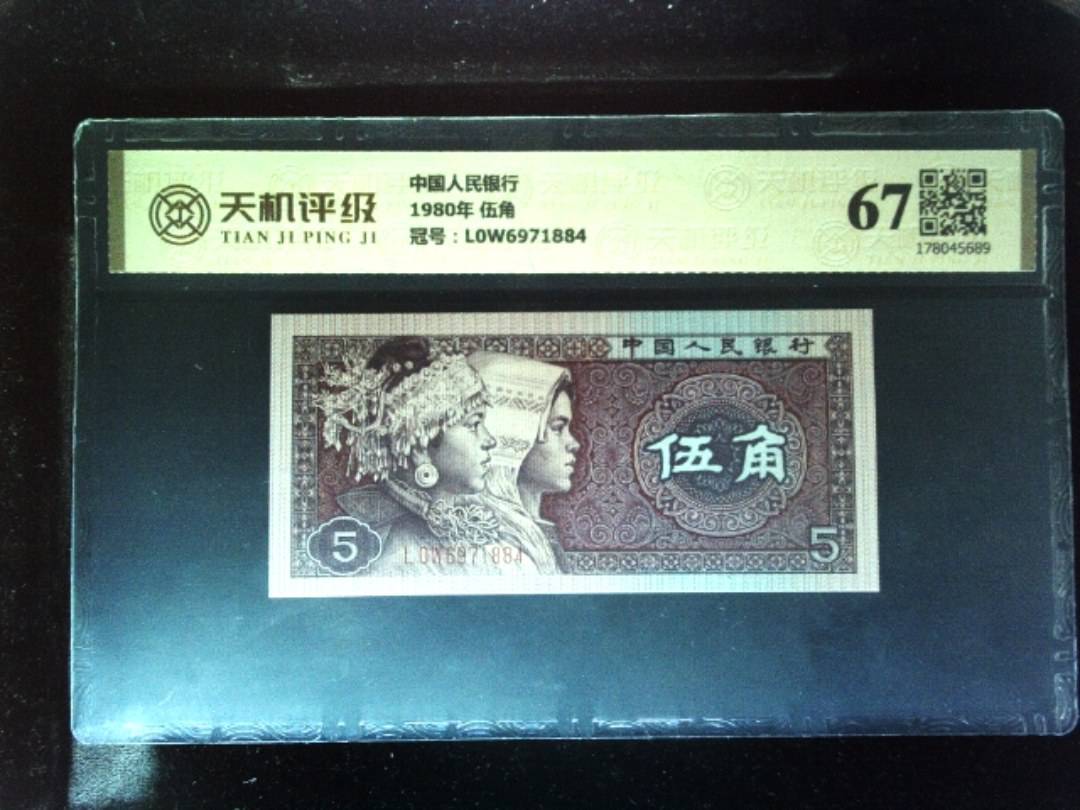 天机评级
TIAN JI PING JI
中国人民银行
1980年 伍角
冠号：L0W6971884
67
178045689
中国人民银行
伍角
5
L0W6971884
5